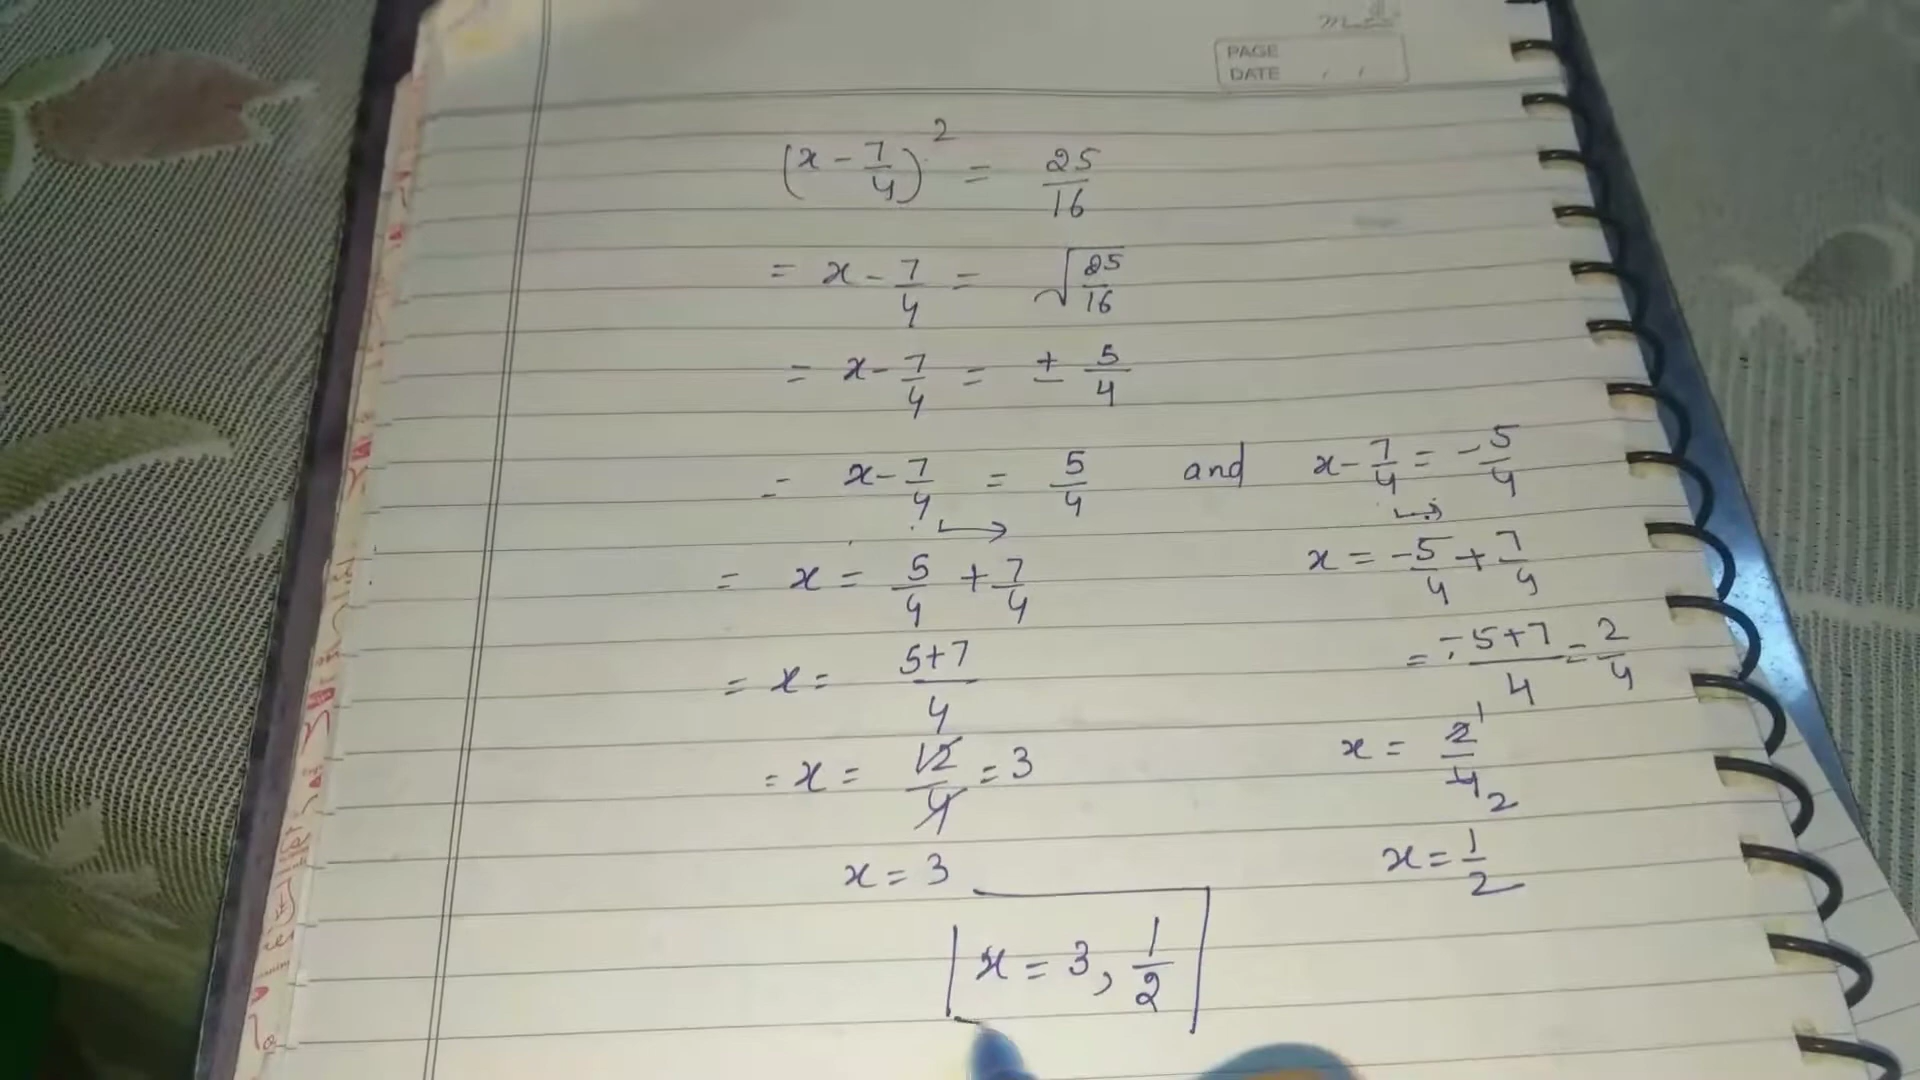 PAGE
DATE
(x - 7/4)² = 25/16
= x - 7/4 = √(25/16)
= x - 7/4 = ± 5/4
= x - 7/4 = 5/4 and x - 7/4 = -5/4
= x = 5/4 + 7/4 x = -5/4 + 7/4
= x = (5+7)/4 = (-5+7)/4 = 2/4
= x = 12/4 = 3 x = 2/4 1 2
x = 3 x = 1/2
x = 3, 1/2